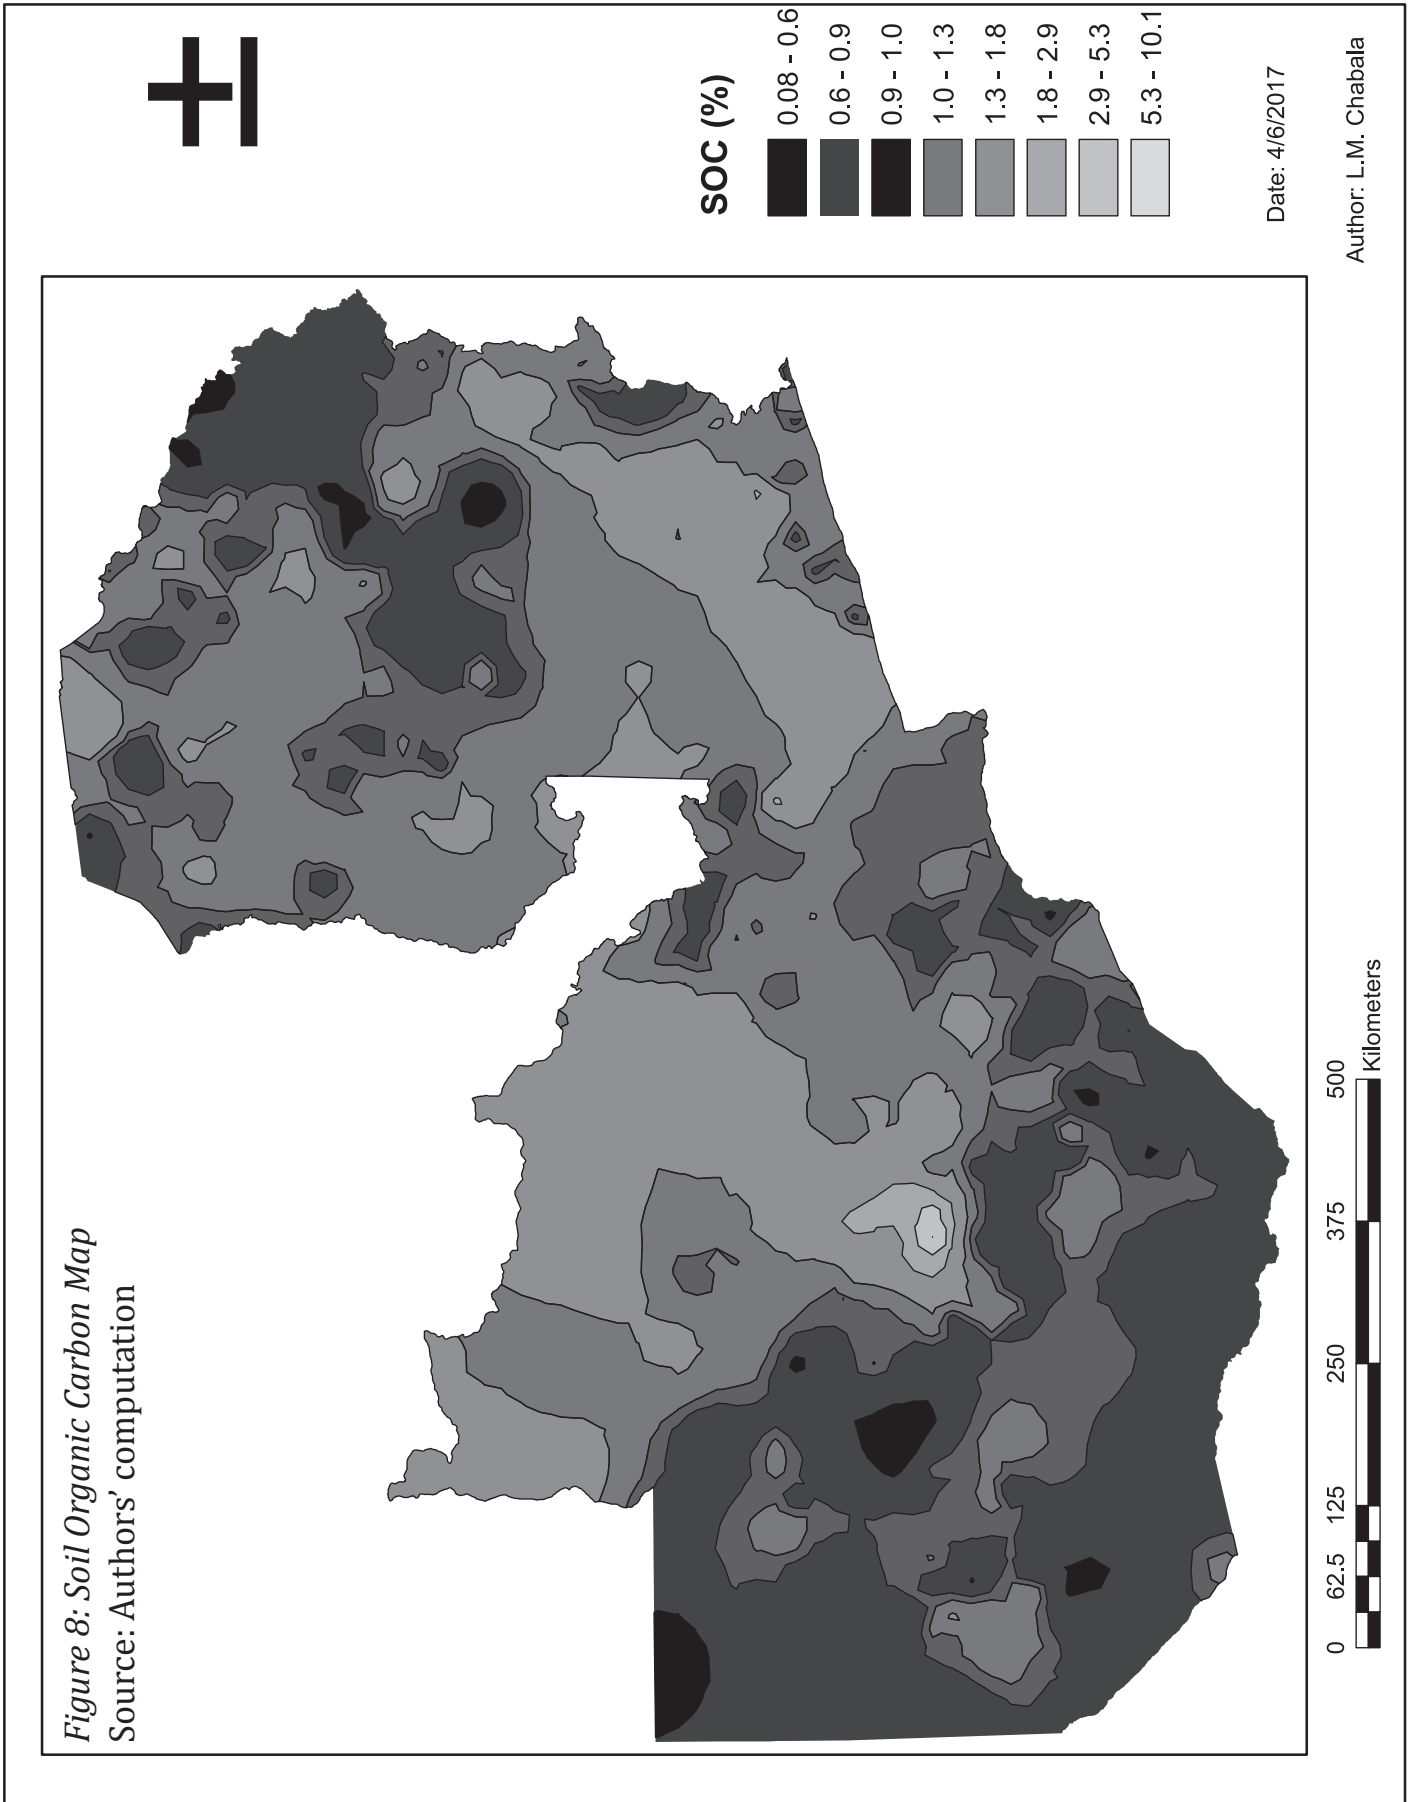 Figure 8: Soil Organic Carbon Map
Source: Authors' computation
SOC (%)
0.08 - 0.6
0.6 - 0.9
0.9 - 1.0
1.0 - 1.3
1.3 - 1.8
1.8 - 2.9
2.9 - 5.3
5.3 - 10.1
Date: 4/6/2017
Author: L.M. Chabala
0 62.5 125 250 375 500
Kilometers